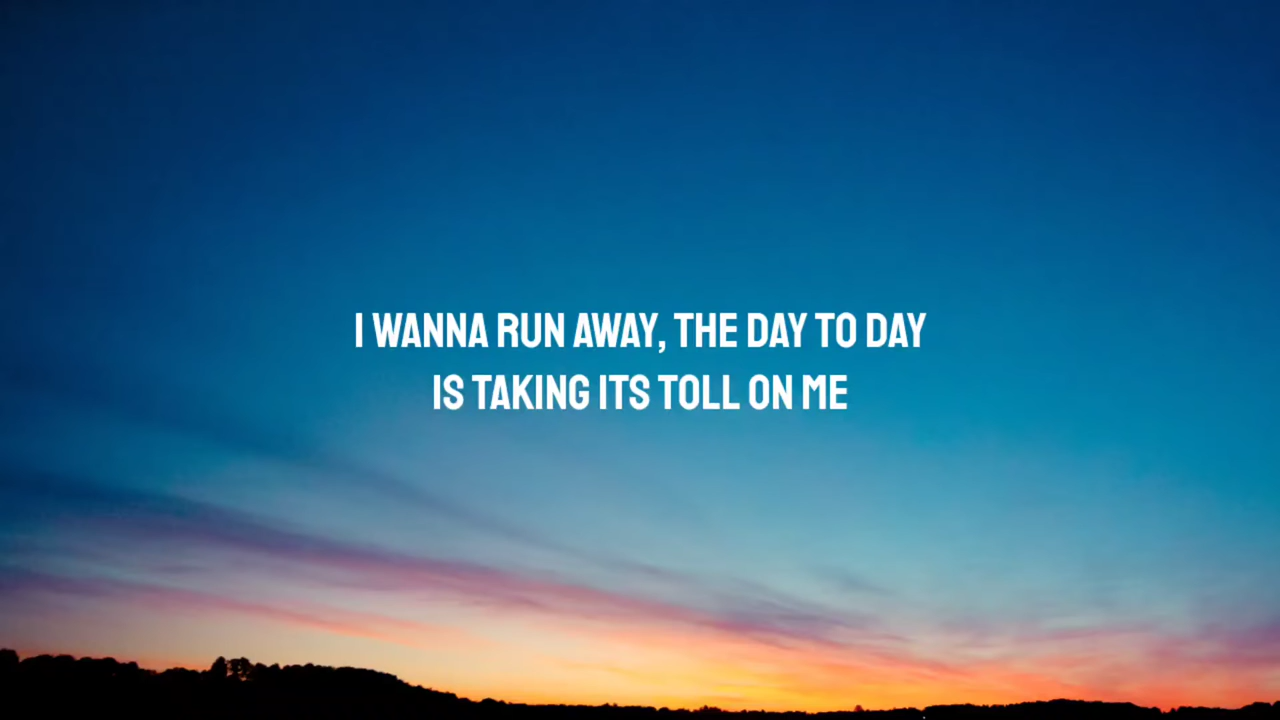 I WANNA RUN AWAY, THE DAY TO DAY
IS TAKING ITS TOLL ON ME